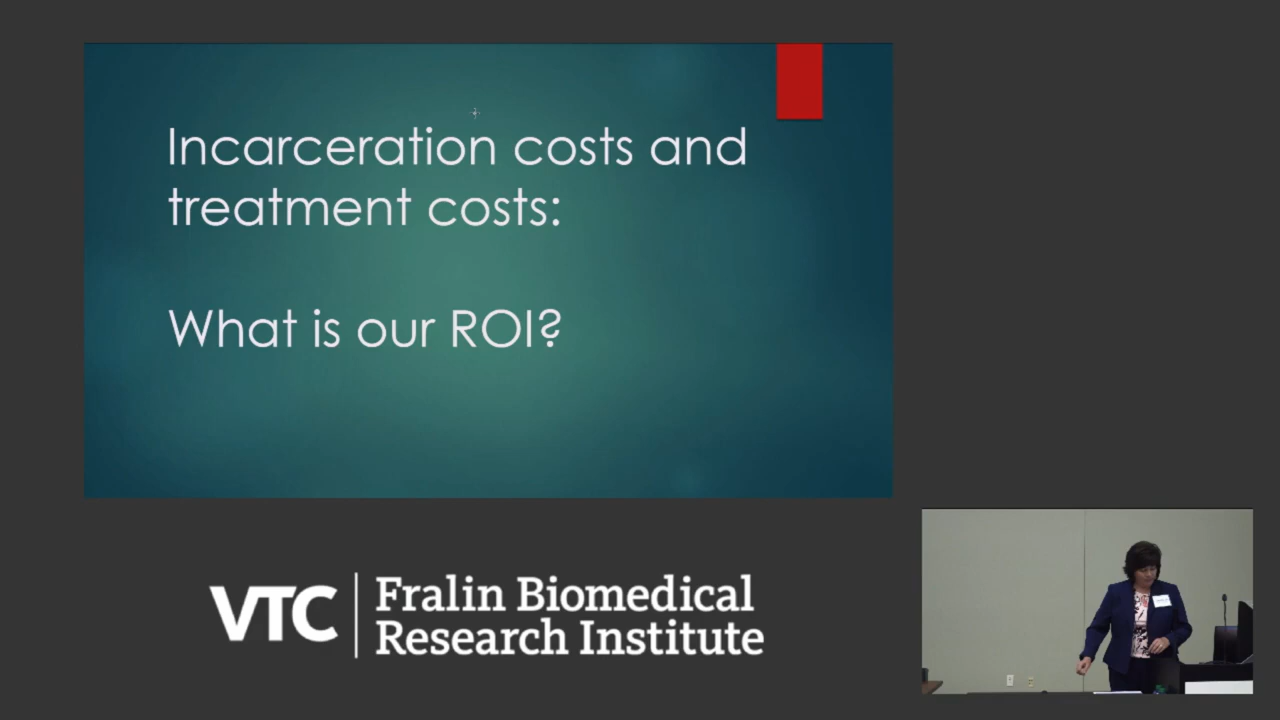 Incarceration costs and
treatment costs:
What is our ROI?
VTC
Fralin Biomedical
Research Institute